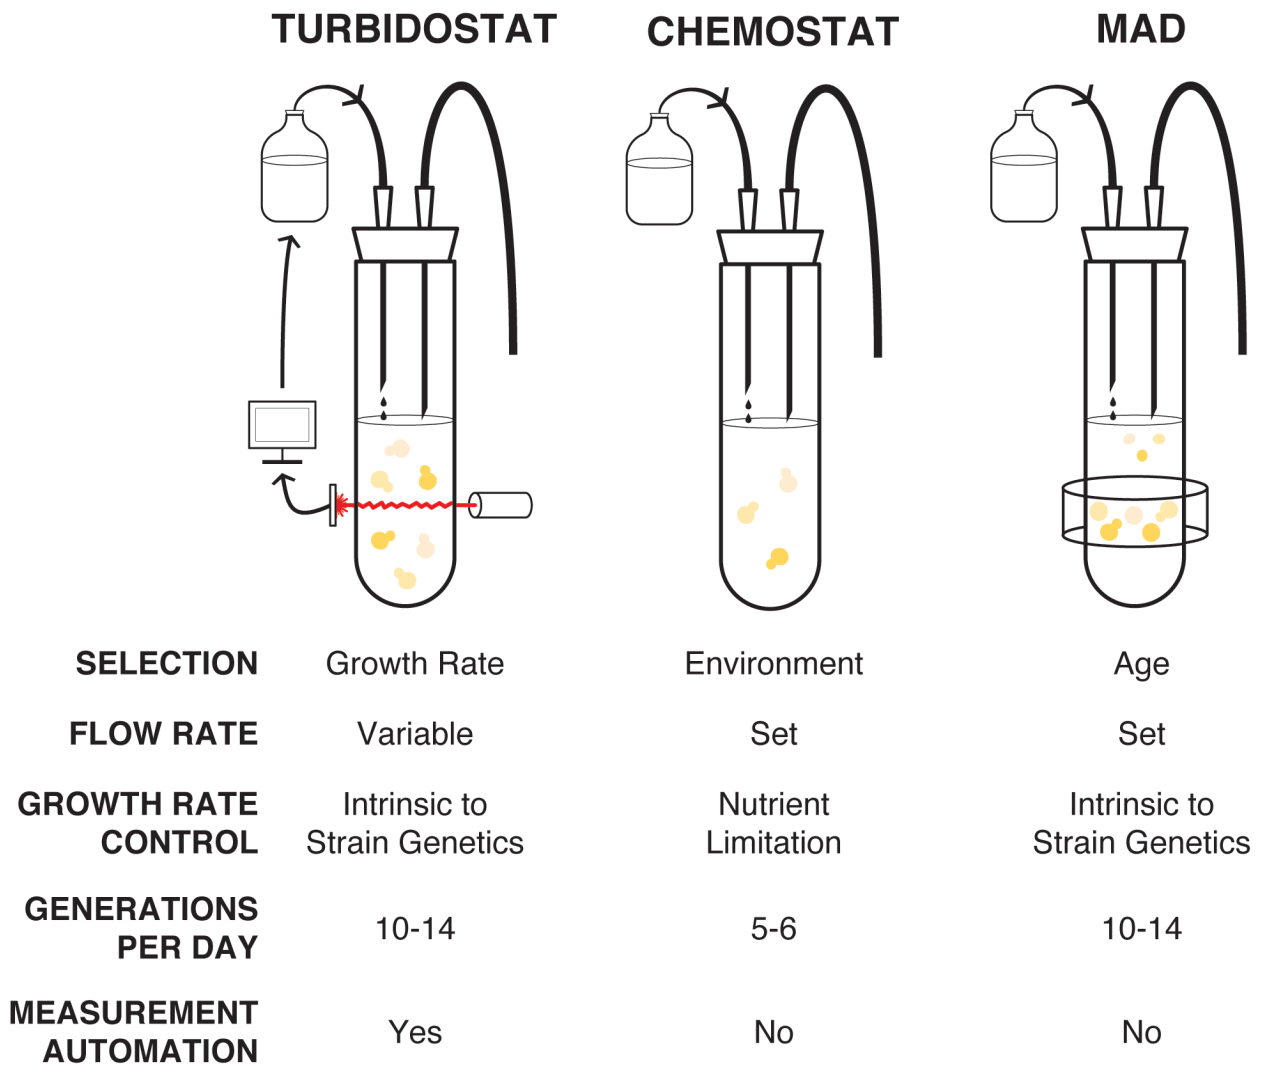 TURBIDOSTAT CHEMOSTAT MAD
SELECTION Growth Rate Environment Age
FLOW RATE Variable Set Set
GROWTH RATE Intrinsic to Nutrient Intrinsic to
CONTROL Strain Genetics Limitation Strain Genetics
GENERATIONS
PER DAY 10-14 5-6 10-14
MEASUREMENT
AUTOMATION Yes No No